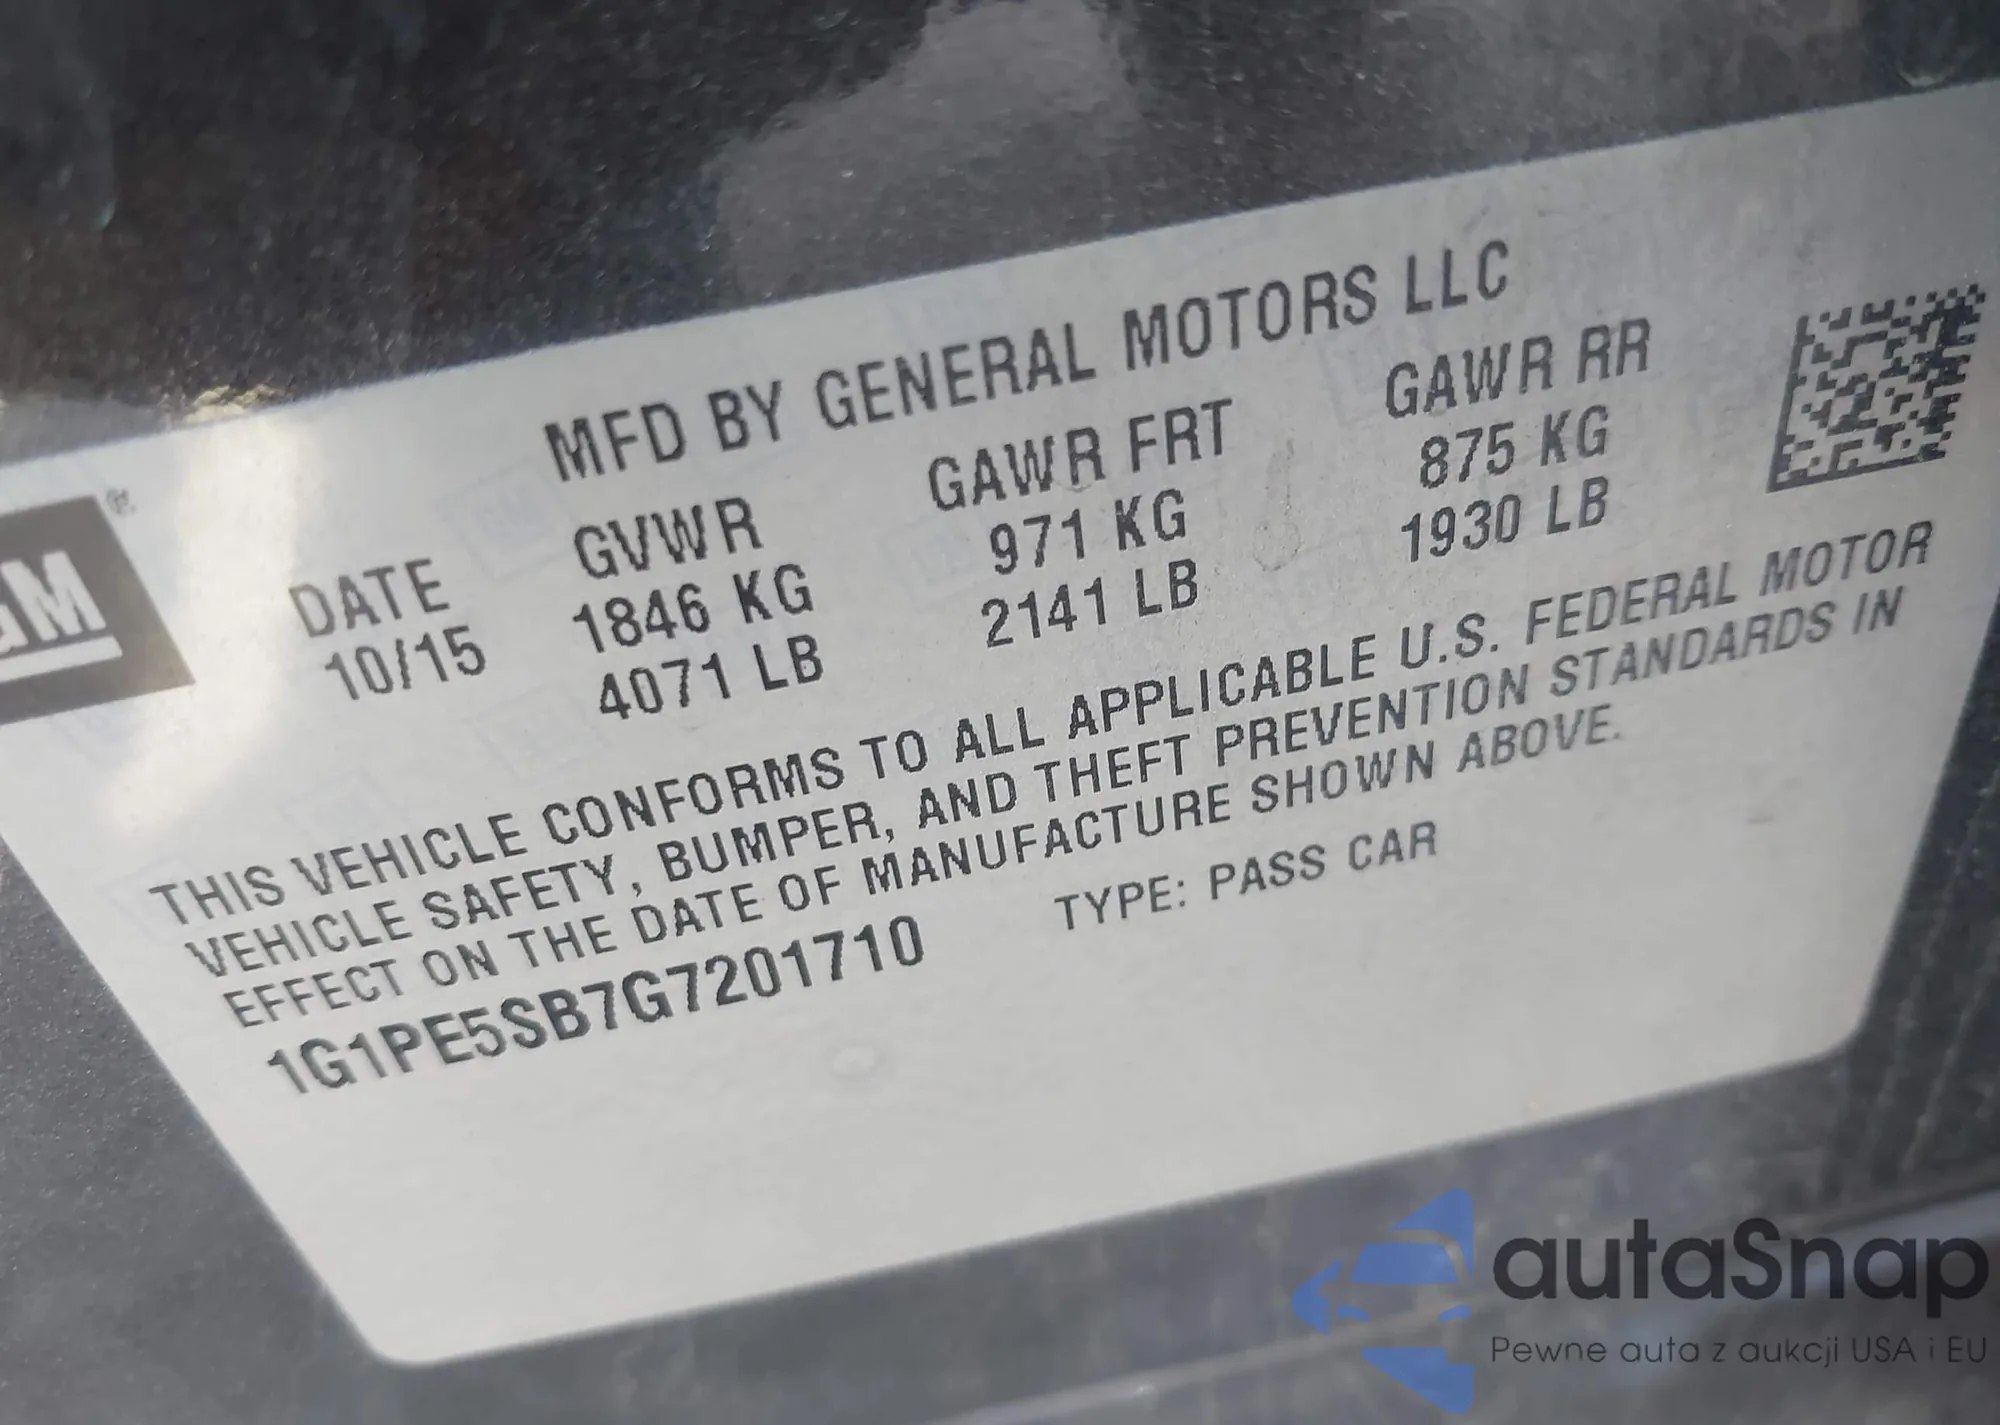 MFD BY GENERAL MOTORS LLC
GM ®
DATE GVWR GAWR FRT GAWR RR
10/15 1846 KG 971 KG 875 KG
4071 LB 2141 LB 1930 LB
THIS VEHICLE CONFORMS TO ALL APPLICABLE U.S. FEDERAL MOTOR
VEHICLE SAFETY, BUMPER, AND THEFT PREVENTION STANDARDS IN
EFFECT ON THE DATE OF MANUFACTURE SHOWN ABOVE.
1G1PE5SB7G7201710 TYPE: PASS CAR
autaSnap
Pewne auta z aukcji USA i EU